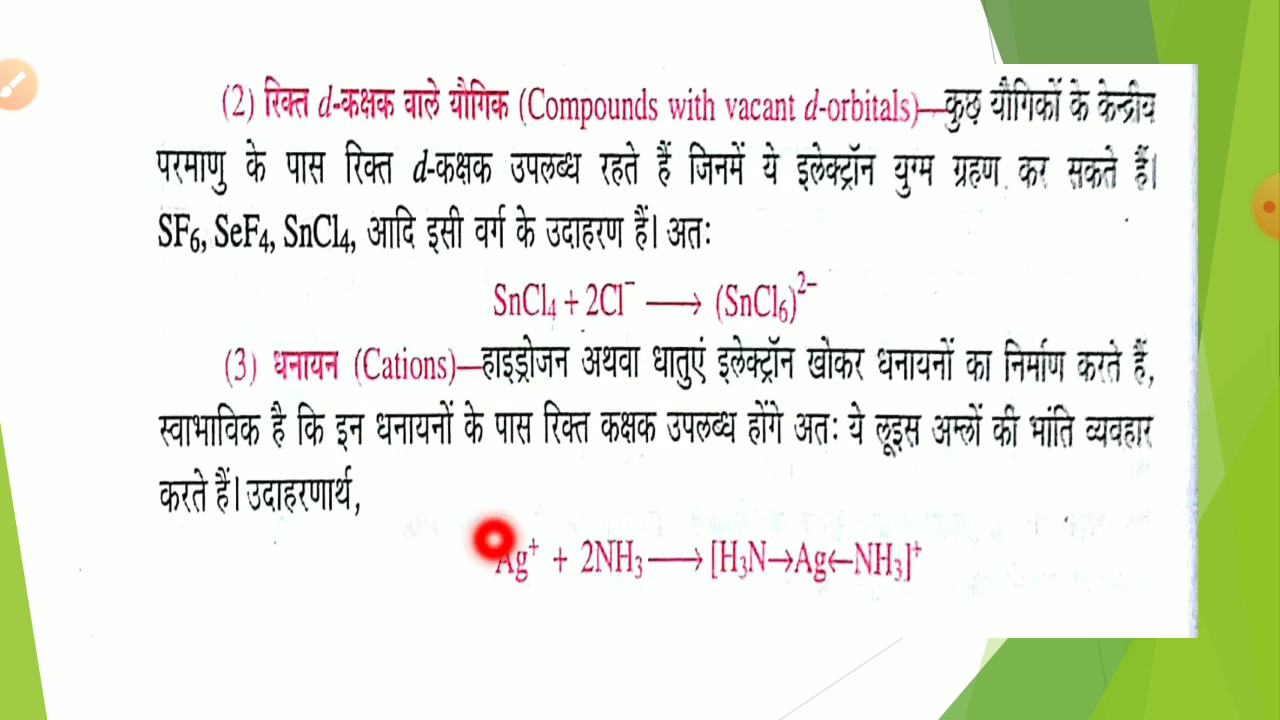 (2) रिक्त d-कक्षक वाले यौगिक (Compounds with vacant d-orbitals)—कुछ यौगिकों के केन्द्रीय
परमाणु के पास रिक्त d-कक्षक उपलब्ध रहते हैं जिनमें ये इलेक्ट्रॉन युग्म ग्रहण कर सकते हैं।
SF₆, SeF₄, SnCl₄, आदि इसी वर्ग के उदाहरण हैं। अतः
SnCl₄ + 2Cl⁻ ⟶ (SnCl₆)²⁻
(3) धनायन (Cations)—हाइड्रोजन अथवा धातुएं इलेक्ट्रॉन खोकर धनायनों का निर्माण करते हैं,
स्वाभाविक है कि इन धनायनों के पास रिक्त कक्षक उपलब्ध होंगे अतः ये लूइस अम्लों की भांति व्यवहार
करते हैं। उदाहरणार्थ,
Ag⁺ + 2NH₃ ⟶ [H₃N→Ag←NH₃]⁺